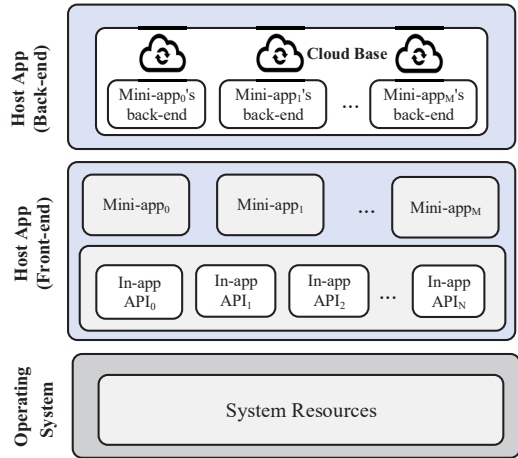 Host App
(Back-end)
Cloud Base
Mini-app₀'s
back-end
Mini-app₁'s
back-end
...
Mini-appM's
back-end
Host App
(Front-end)
Mini-app₀
Mini-app₁
...
Mini-appM
In-app
API₀
In-app
API₁
In-app
API₂
...
In-app
APIN
Operating
System
System Resources